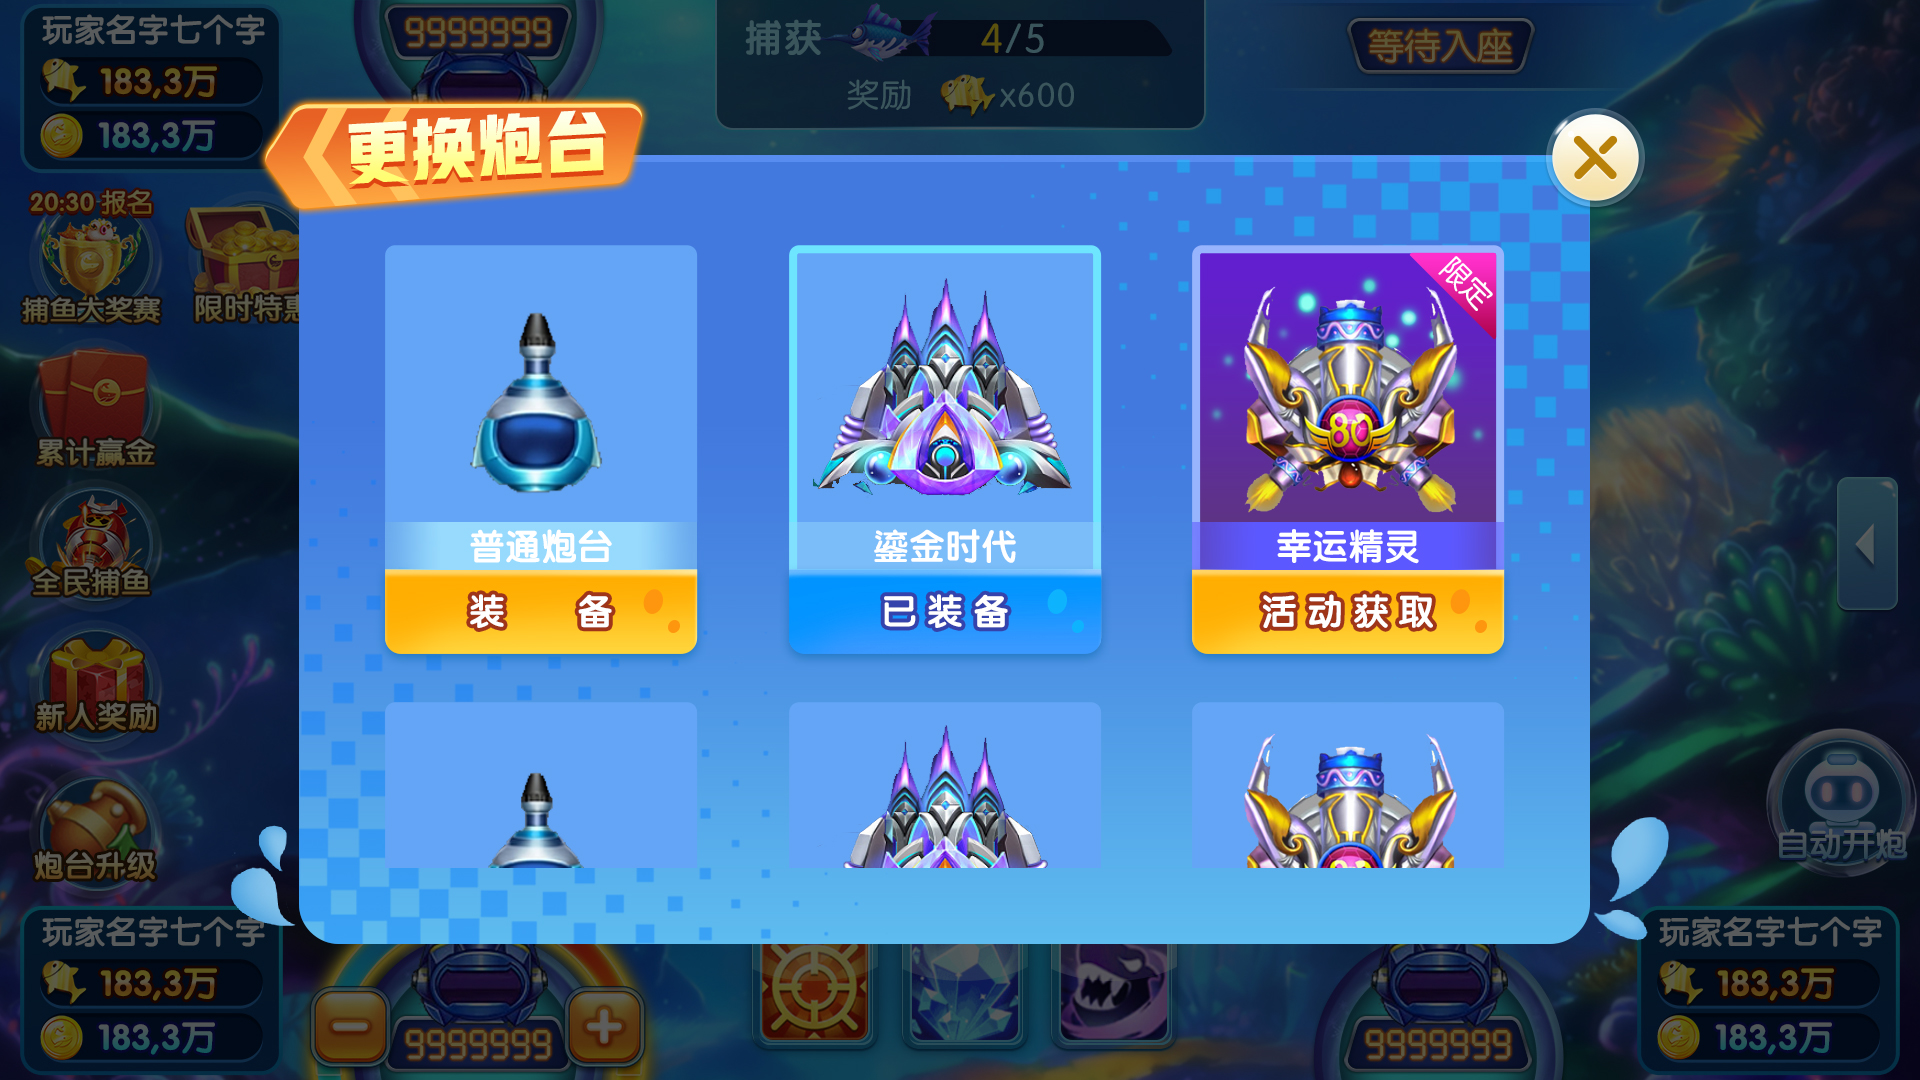 玩家名字七个字
183,3万
183,3万
9999999
捕获
4/5
奖励
x600
等待入座
更换炮台
20:30 报名
捕鱼大奖赛
限时特惠
累计赢金
全民捕鱼
新人奖励
炮台升级
限定
80
普通炮台
鎏金时代
幸运精灵
装 备
已装备
活动获取
自动开炮
玩家名字七个字
183,3万
183,3万
9999999
9999999
玩家名字七个字
183,3万
183,3万